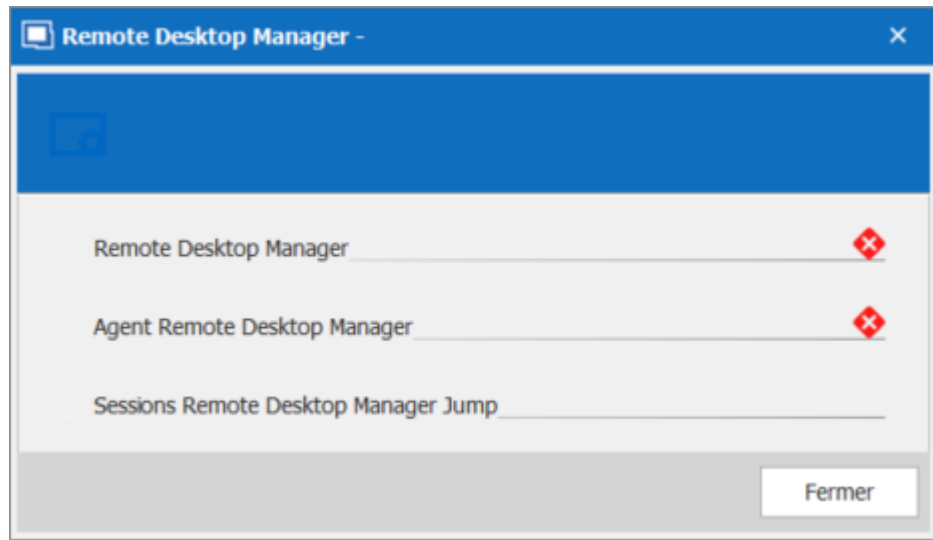 Remote Desktop Manager -
Remote Desktop Manager
Agent Remote Desktop Manager
Sessions Remote Desktop Manager Jump
Fermer